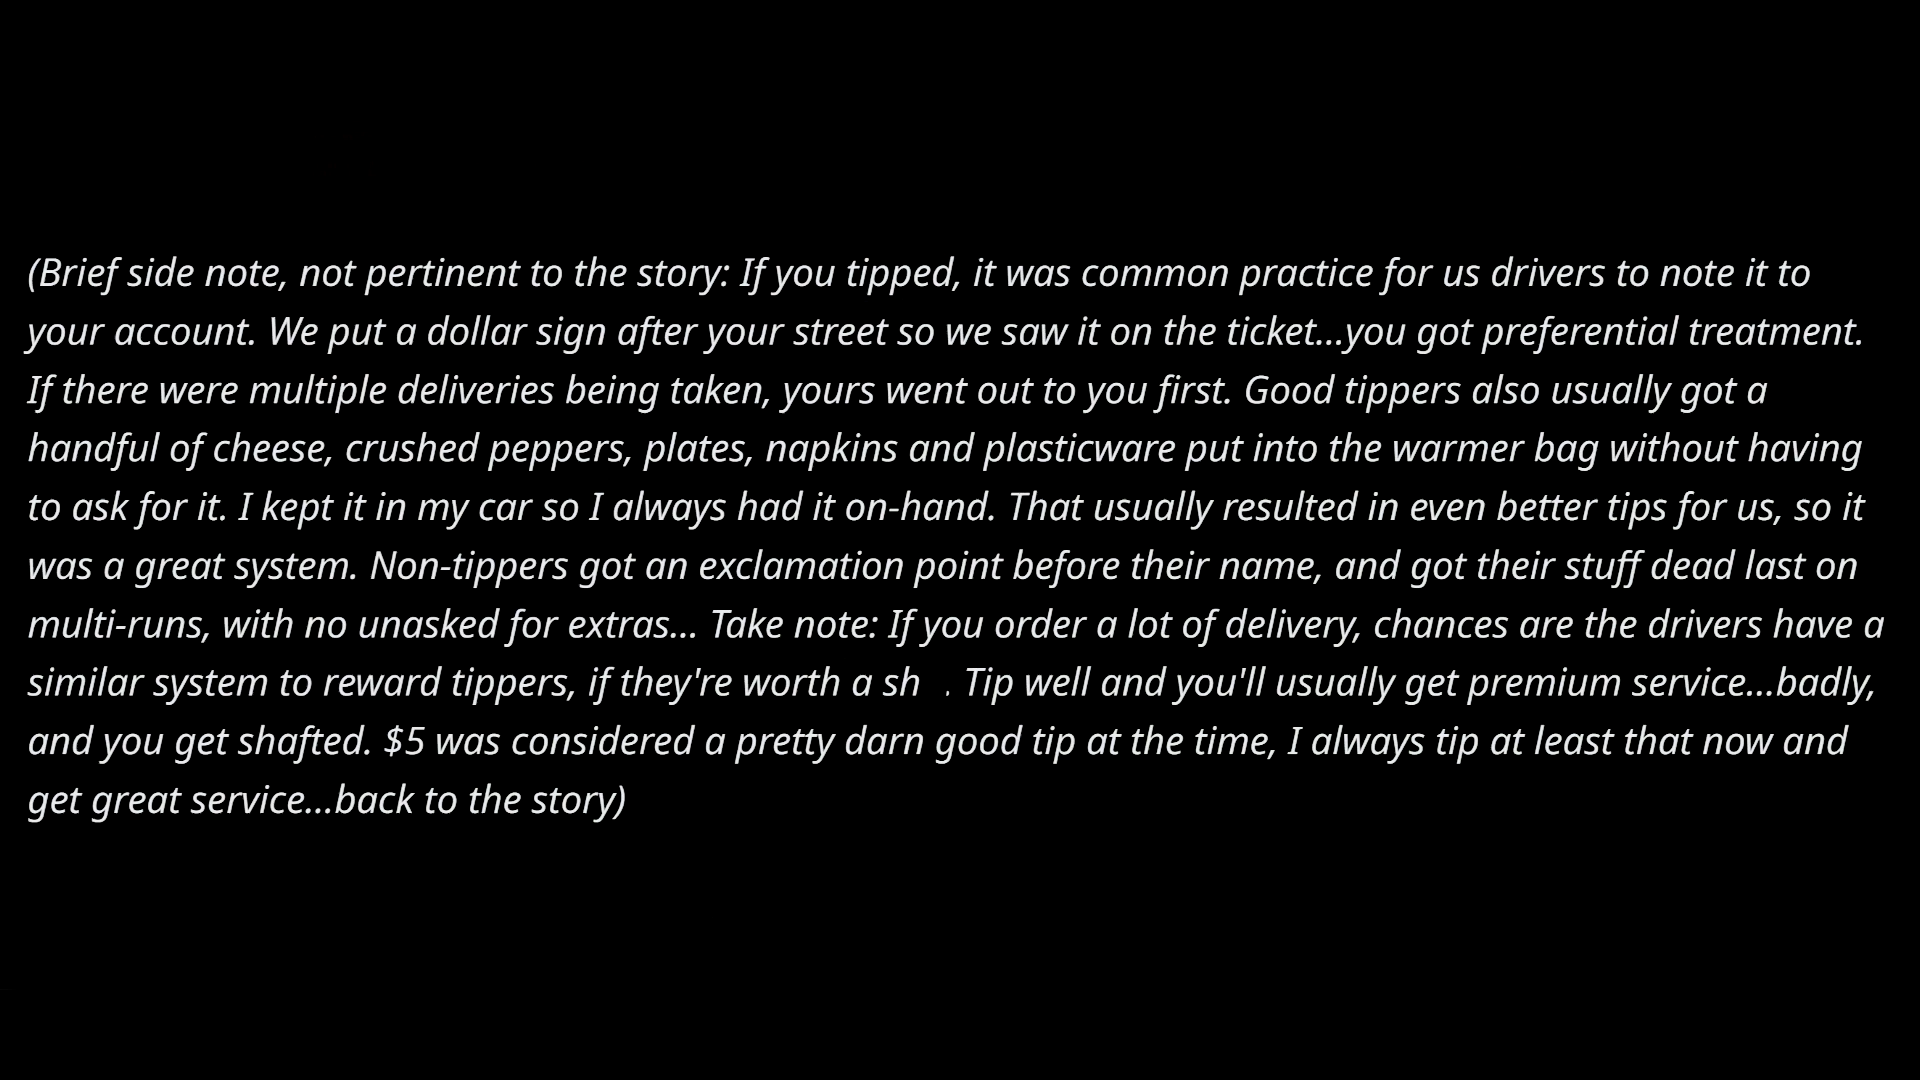 (Brief side note, not pertinent to the story: If you tipped, it was common practice for us drivers to note it to
your account. We put a dollar sign after your street so we saw it on the ticket...you got preferential treatment.
If there were multiple deliveries being taken, yours went out to you first. Good tippers also usually got a
handful of cheese, crushed peppers, plates, napkins and plasticware put into the warmer bag without having
to ask for it. I kept it in my car so I always had it on-hand. That usually resulted in even better tips for us, so it
was a great system. Non-tippers got an exclamation point before their name, and got their stuff dead last on
multi-runs, with no unasked for extras... Take note: If you order a lot of delivery, chances are the drivers have a
similar system to reward tippers, if they're worth a sh . Tip well and you'll usually get premium service...badly,
and you get shafted. $5 was considered a pretty darn good tip at the time, I always tip at least that now and
get great service...back to the story)